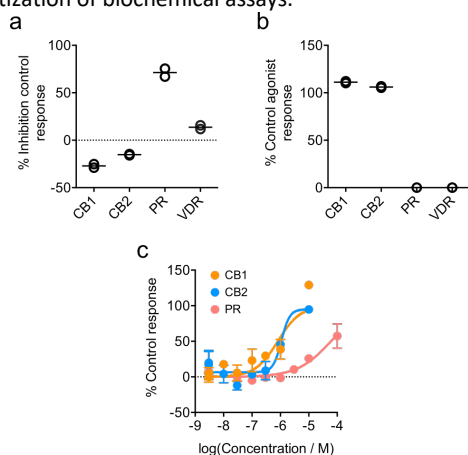 tization of biochemical assays.
a
b
% Inhibition control
response
100
50
0
-50
CB1
CB2
PR
VDR
% Control agonist
response
150
100
50
0
CB1
CB2
PR
VDR
c
% Control response
150
100
50
0
-50
CB1
CB2
PR
-9
-8
-7
-6
-5
-4
log(Concentration / M)